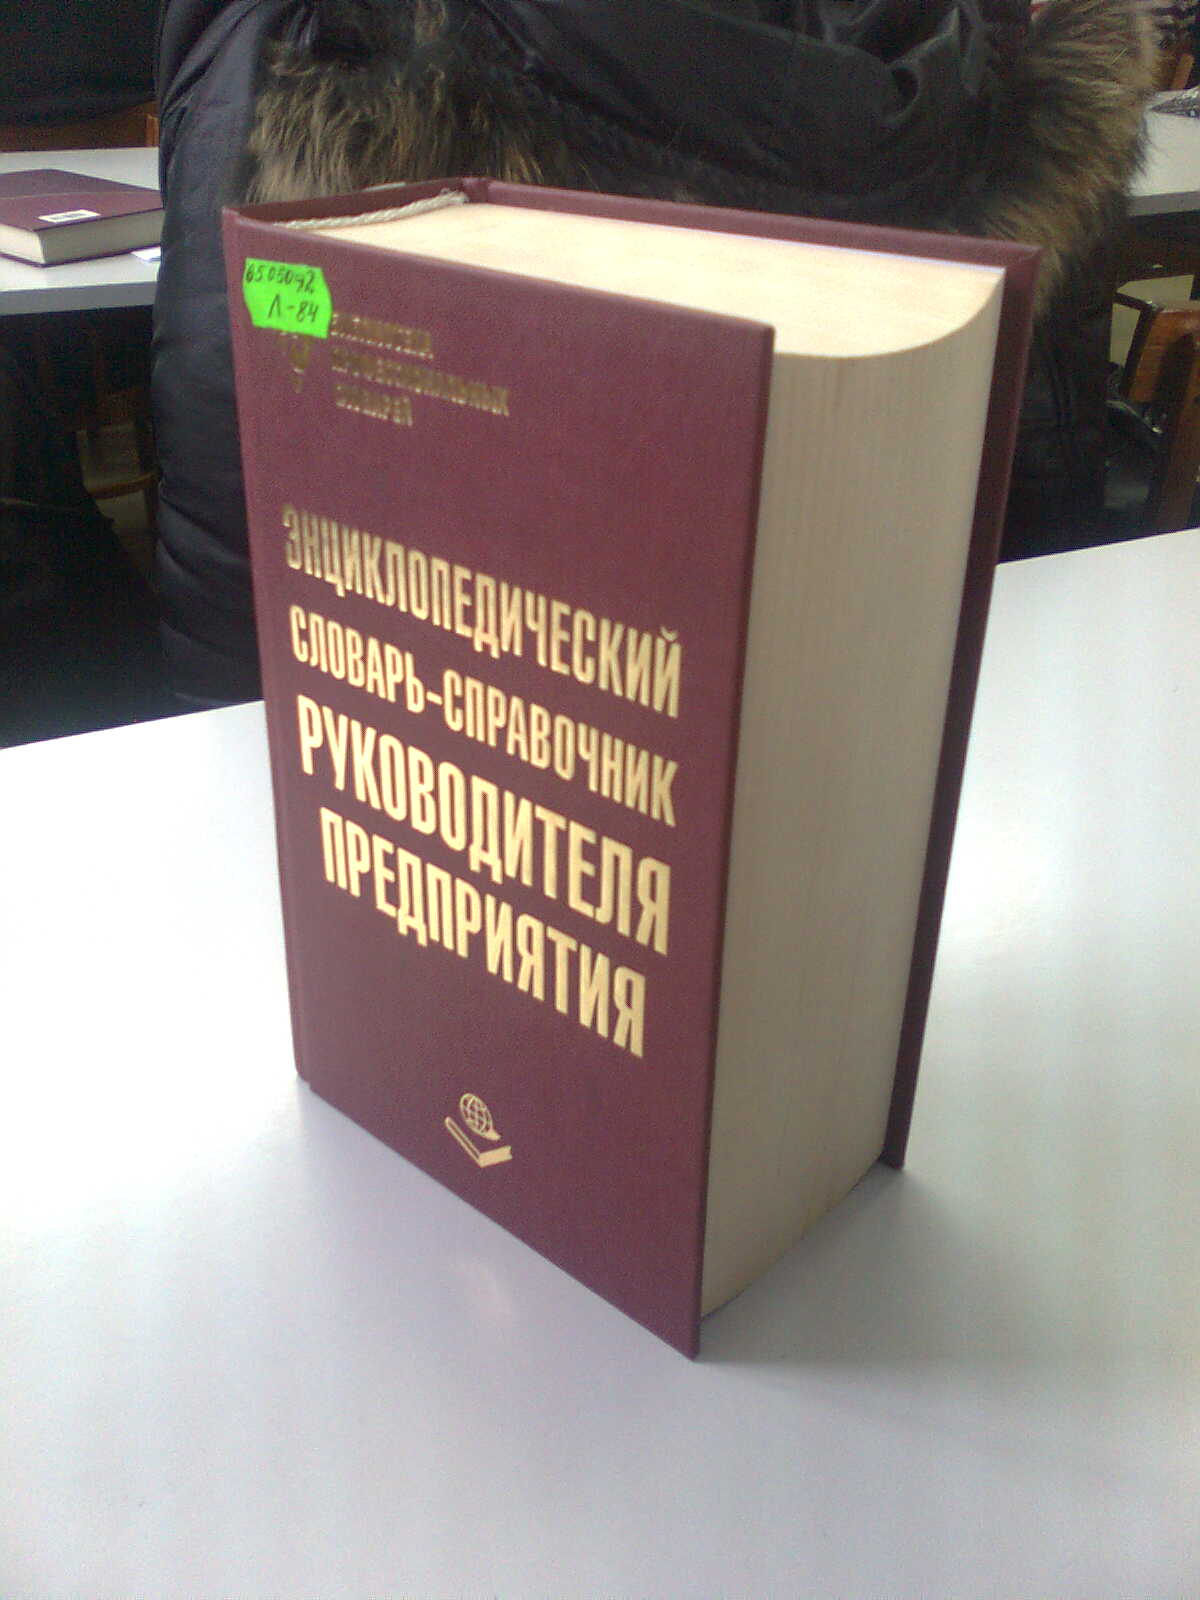 6505042
Л-84
БИБЛИОТЕКА
ПРОФЕССИОНАЛЬНЫХ
СЛОВАРЕЙ
ЭНЦИКЛОПЕДИЧЕСКИЙ
СЛОВАРЬ-СПРАВОЧНИК
РУКОВОДИТЕЛЯ
ПРЕДПРИЯТИЯ